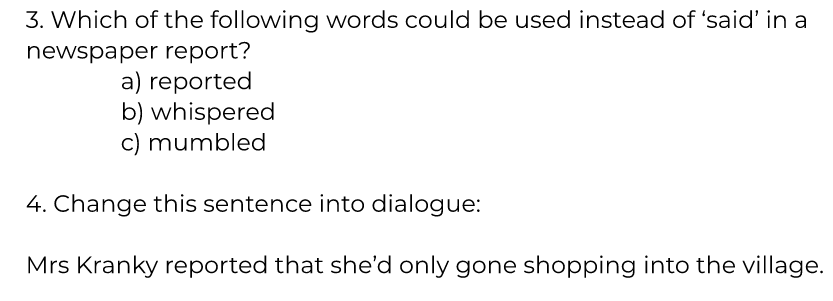 3. Which of the following words could be used instead of ‘said’ in a
newspaper report?
a) reported
b) whispered
c) mumbled
4. Change this sentence into dialogue:
Mrs Kranky reported that she’d only gone shopping into the village.